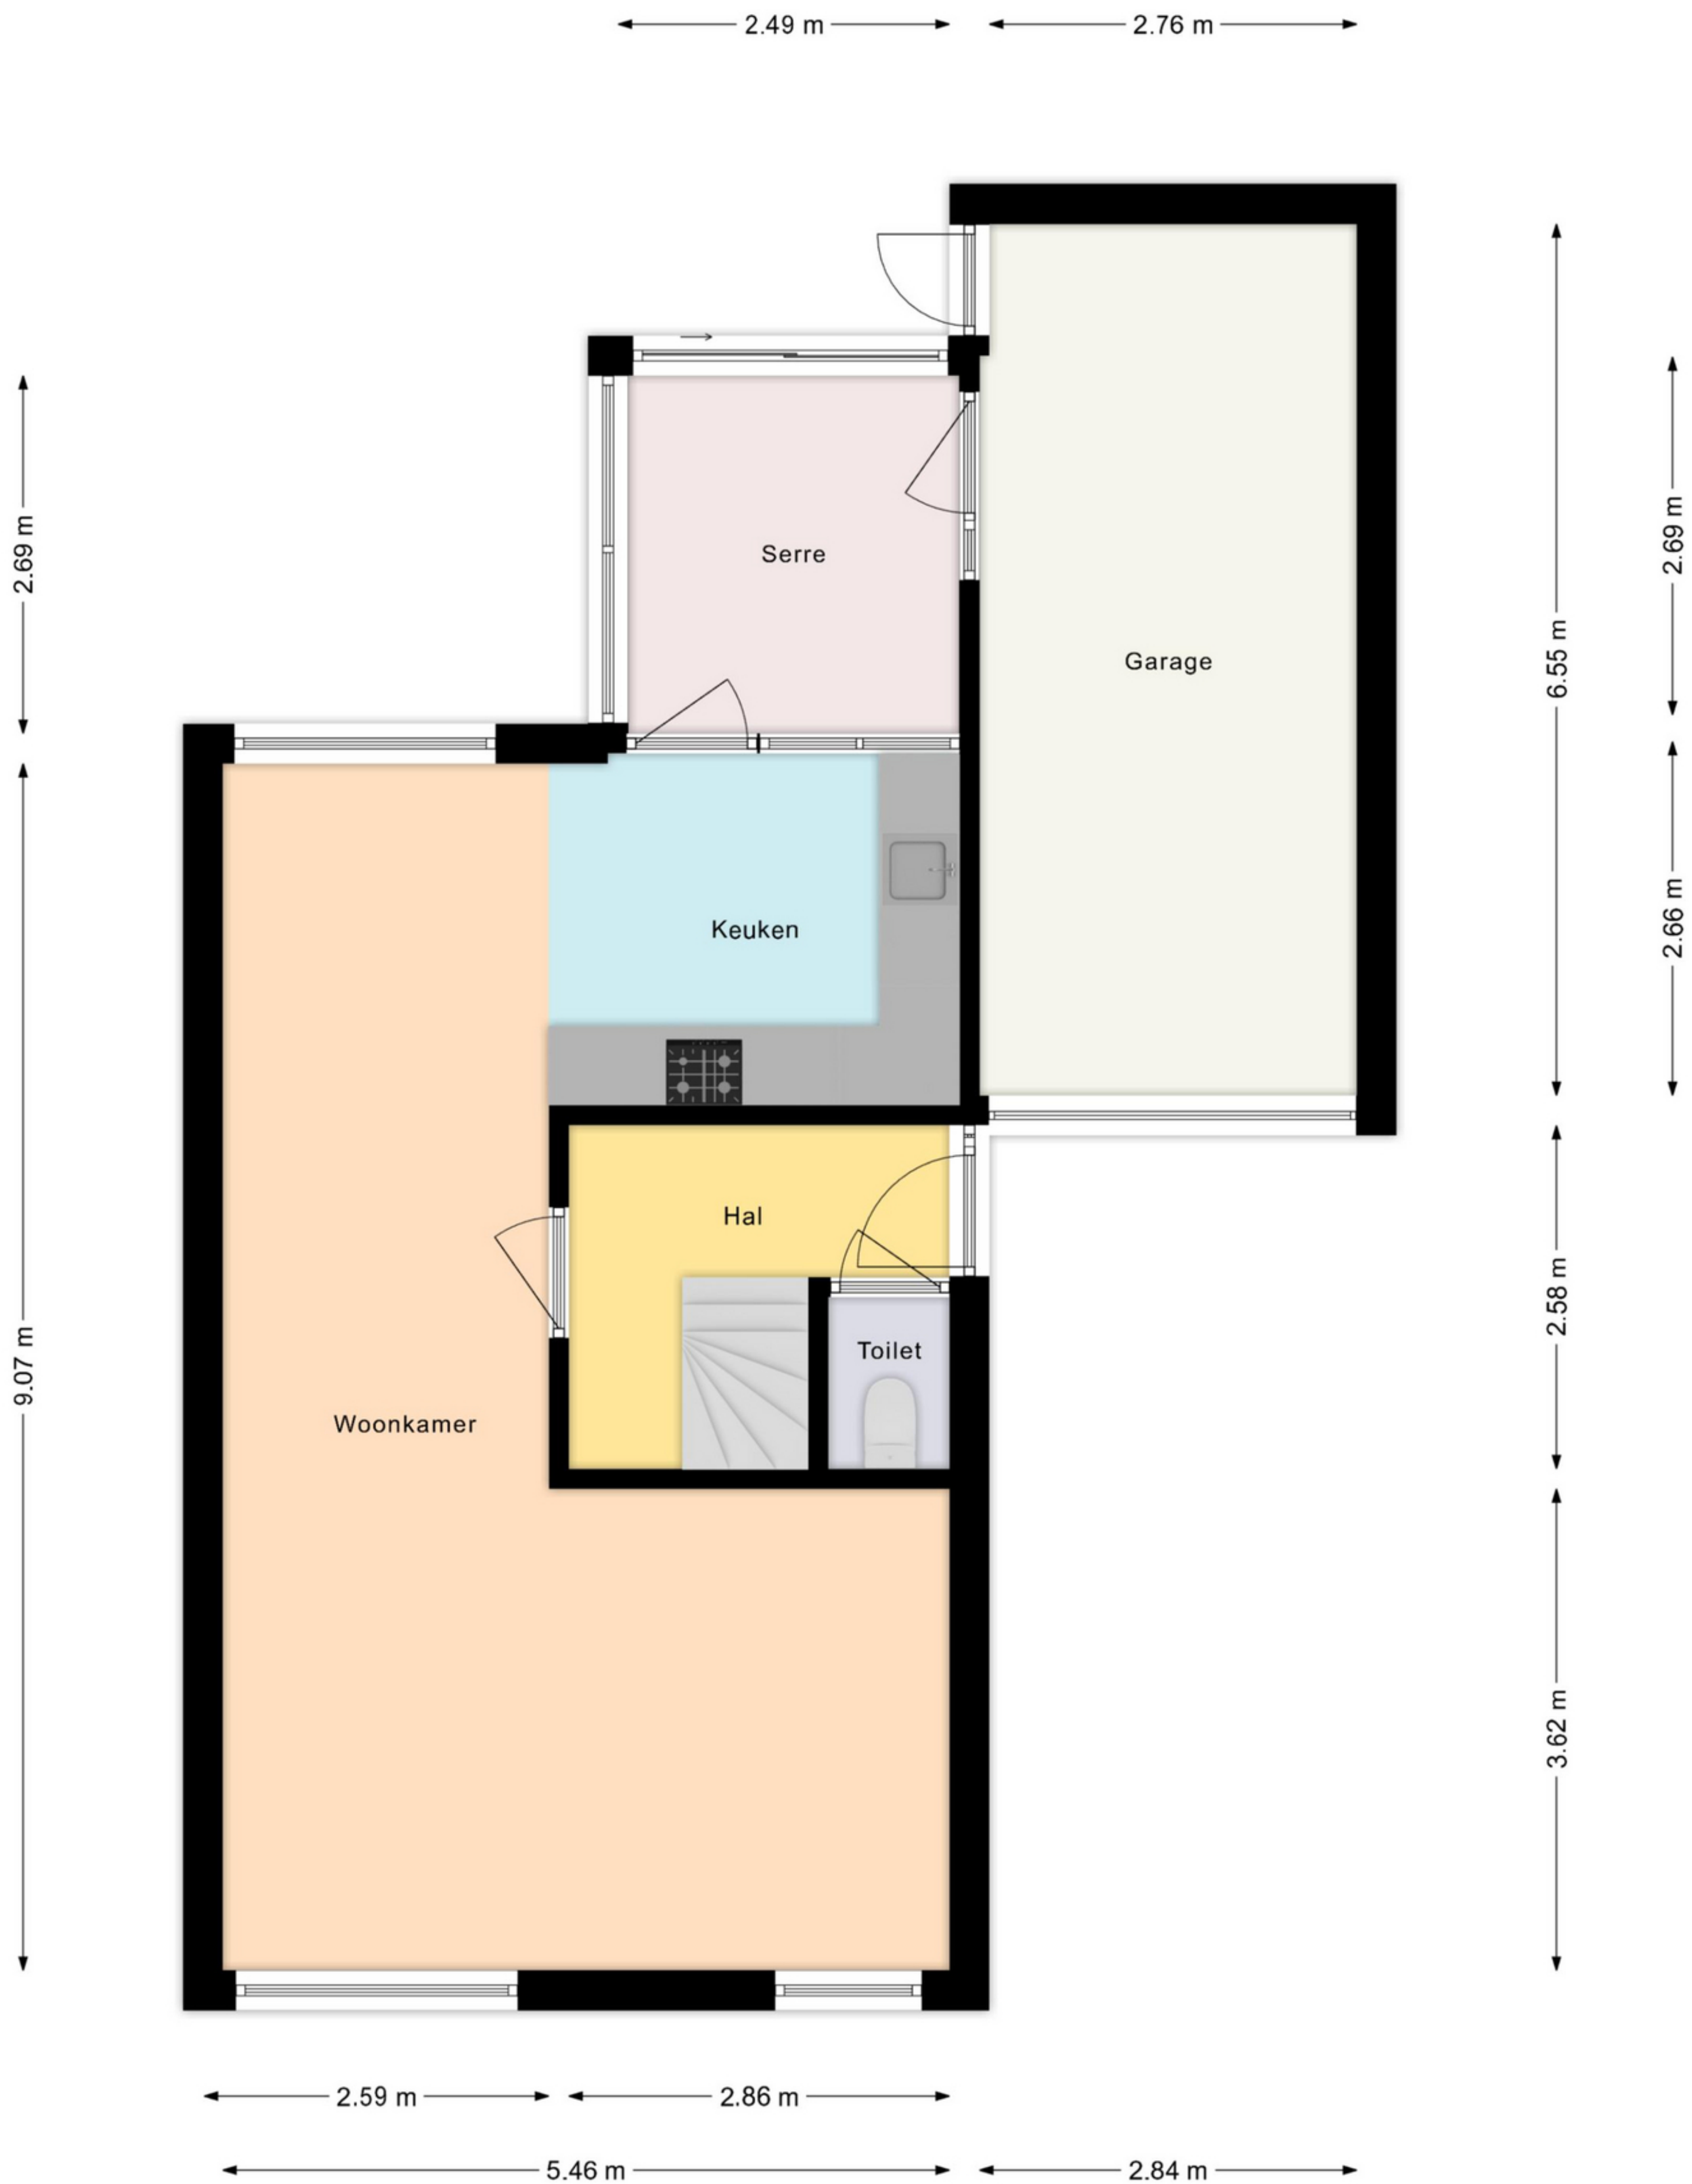 2.49 m
2.76 m
2.69 m
Serre
2.69 m
6.55 m
Garage
Keuken
2.66 m
Hal
2.58 m
Toilet
9.07 m
Woonkamer
3.62 m
2.59 m
2.86 m
5.46 m
2.84 m